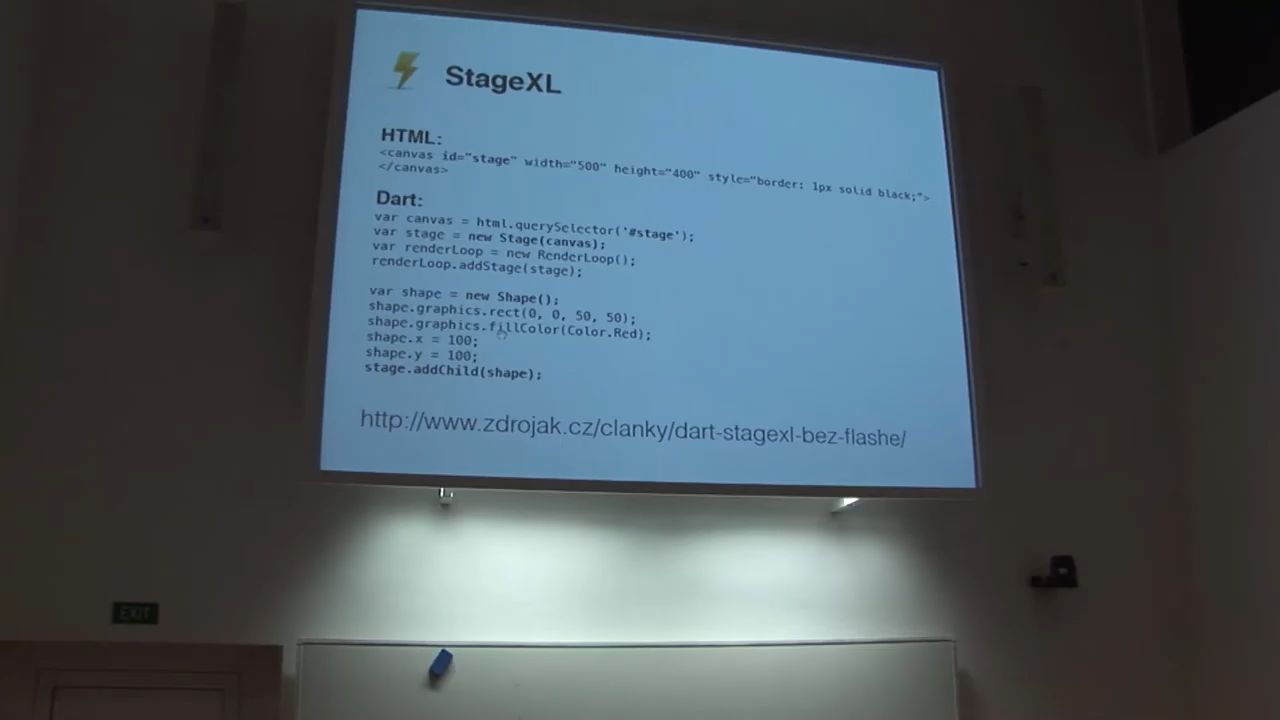 StageXL
HTML:
<canvas id="stage" width="500" height="400" style="border: 1px solid black;">
</canvas>
Dart:
var canvas = html.querySelector('#stage');
var stage = new Stage(canvas);
var renderLoop = new RenderLoop();
renderLoop.addStage(stage);
var shape = new Shape();
shape.graphics.rect(0, 0, 50, 50);
shape.graphics.fillColor(Color.Red);
shape.x = 100;
shape.y = 100;
stage.addChild(shape);
http://www.zdrojak.cz/clanky/dart-stagexl-bez-flashe/
EXIT